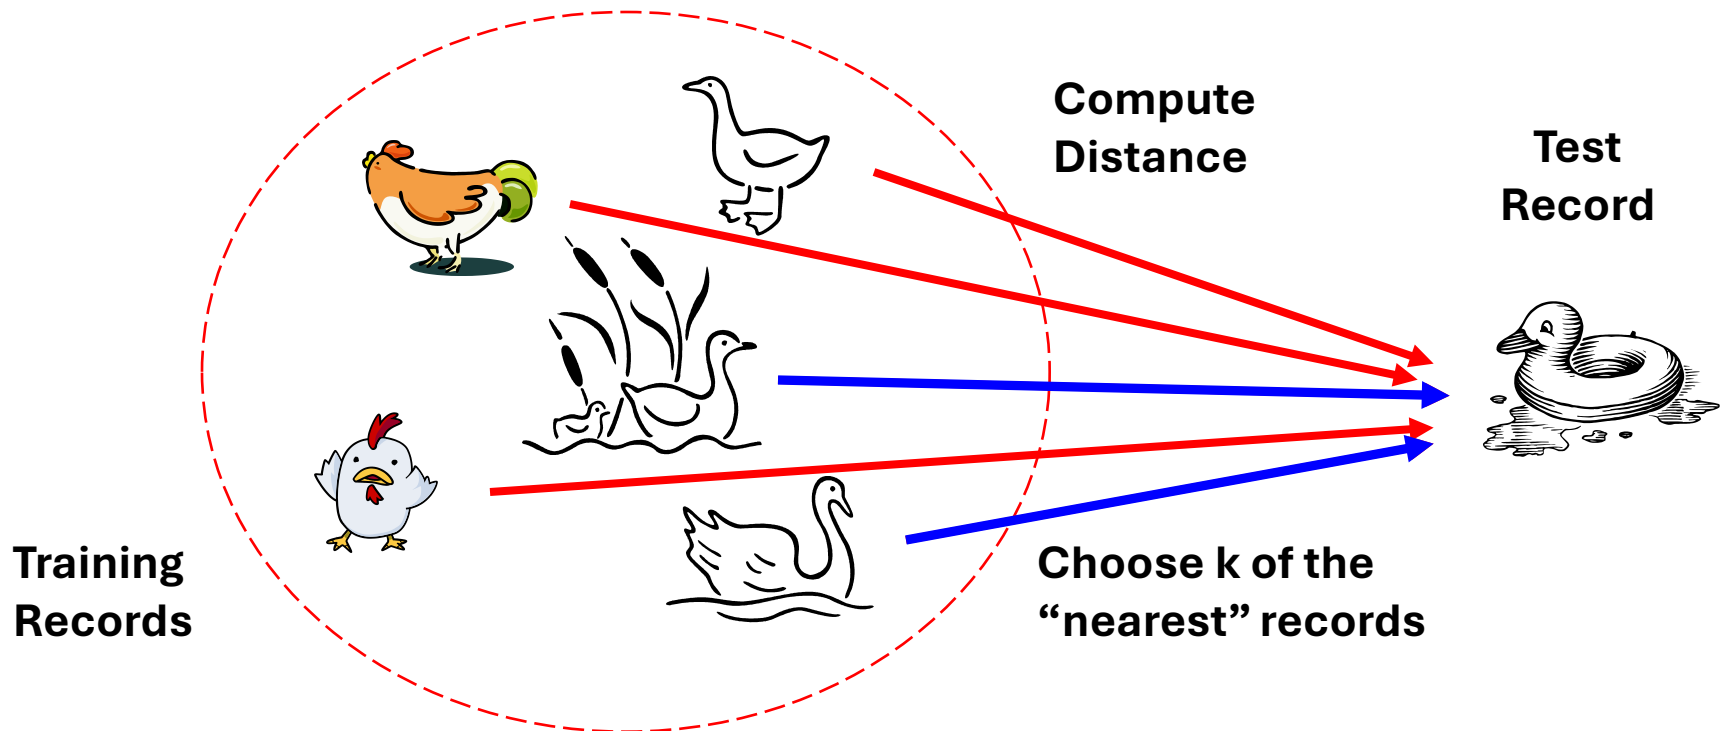 Compute
Distance
Test
Record
Training
Records
Choose k of the
“nearest” records